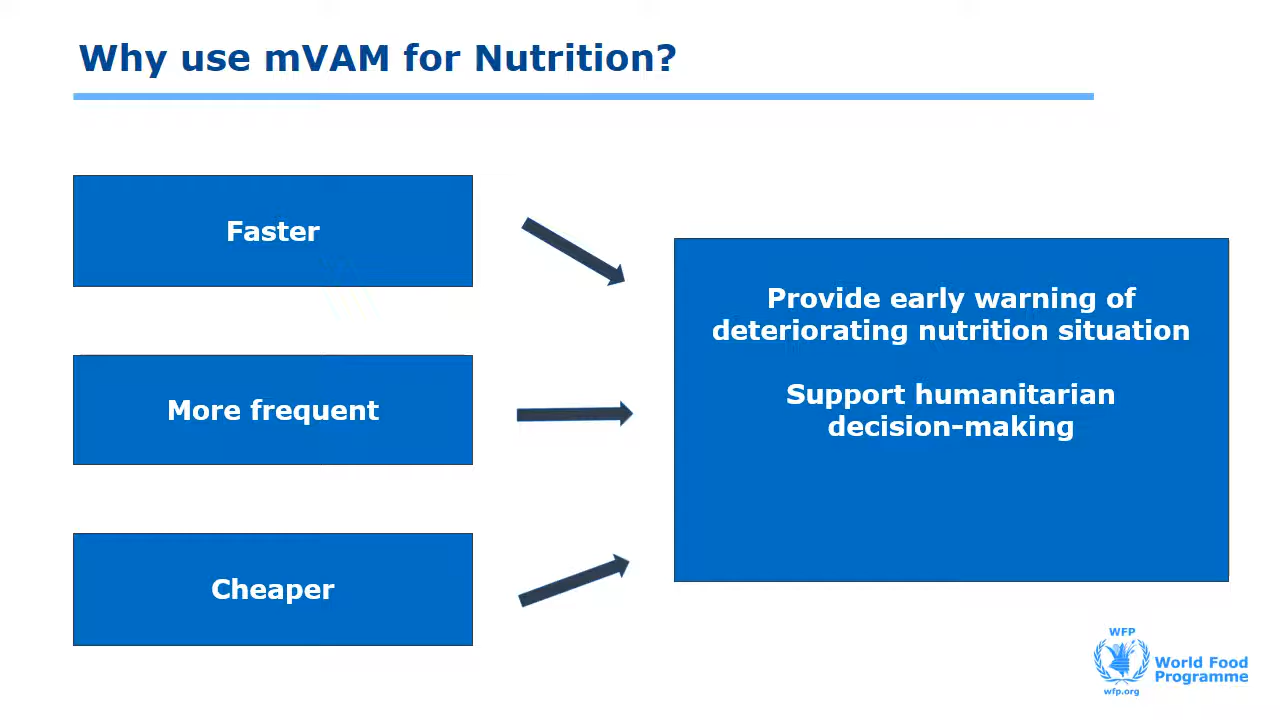 Why use mVAM for Nutrition?
Faster
More frequent
Cheaper
Provide early warning of
deteriorating nutrition situation
Support humanitarian
decision-making
WFP
World Food
Programme
wfp.org